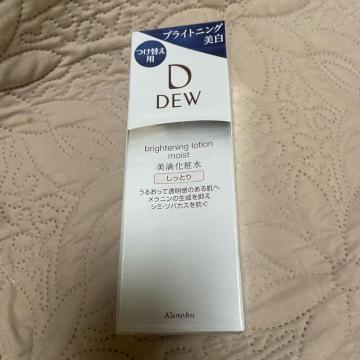 ブライトニング
美白
つけ替え
用
D
DEW
brightening lotion
moist
美滴化粧水
しっとり
うるおって透明感のある肌へ
メラニンの生成を抑え
シミ・ソバカスを防ぐ
Kanebo